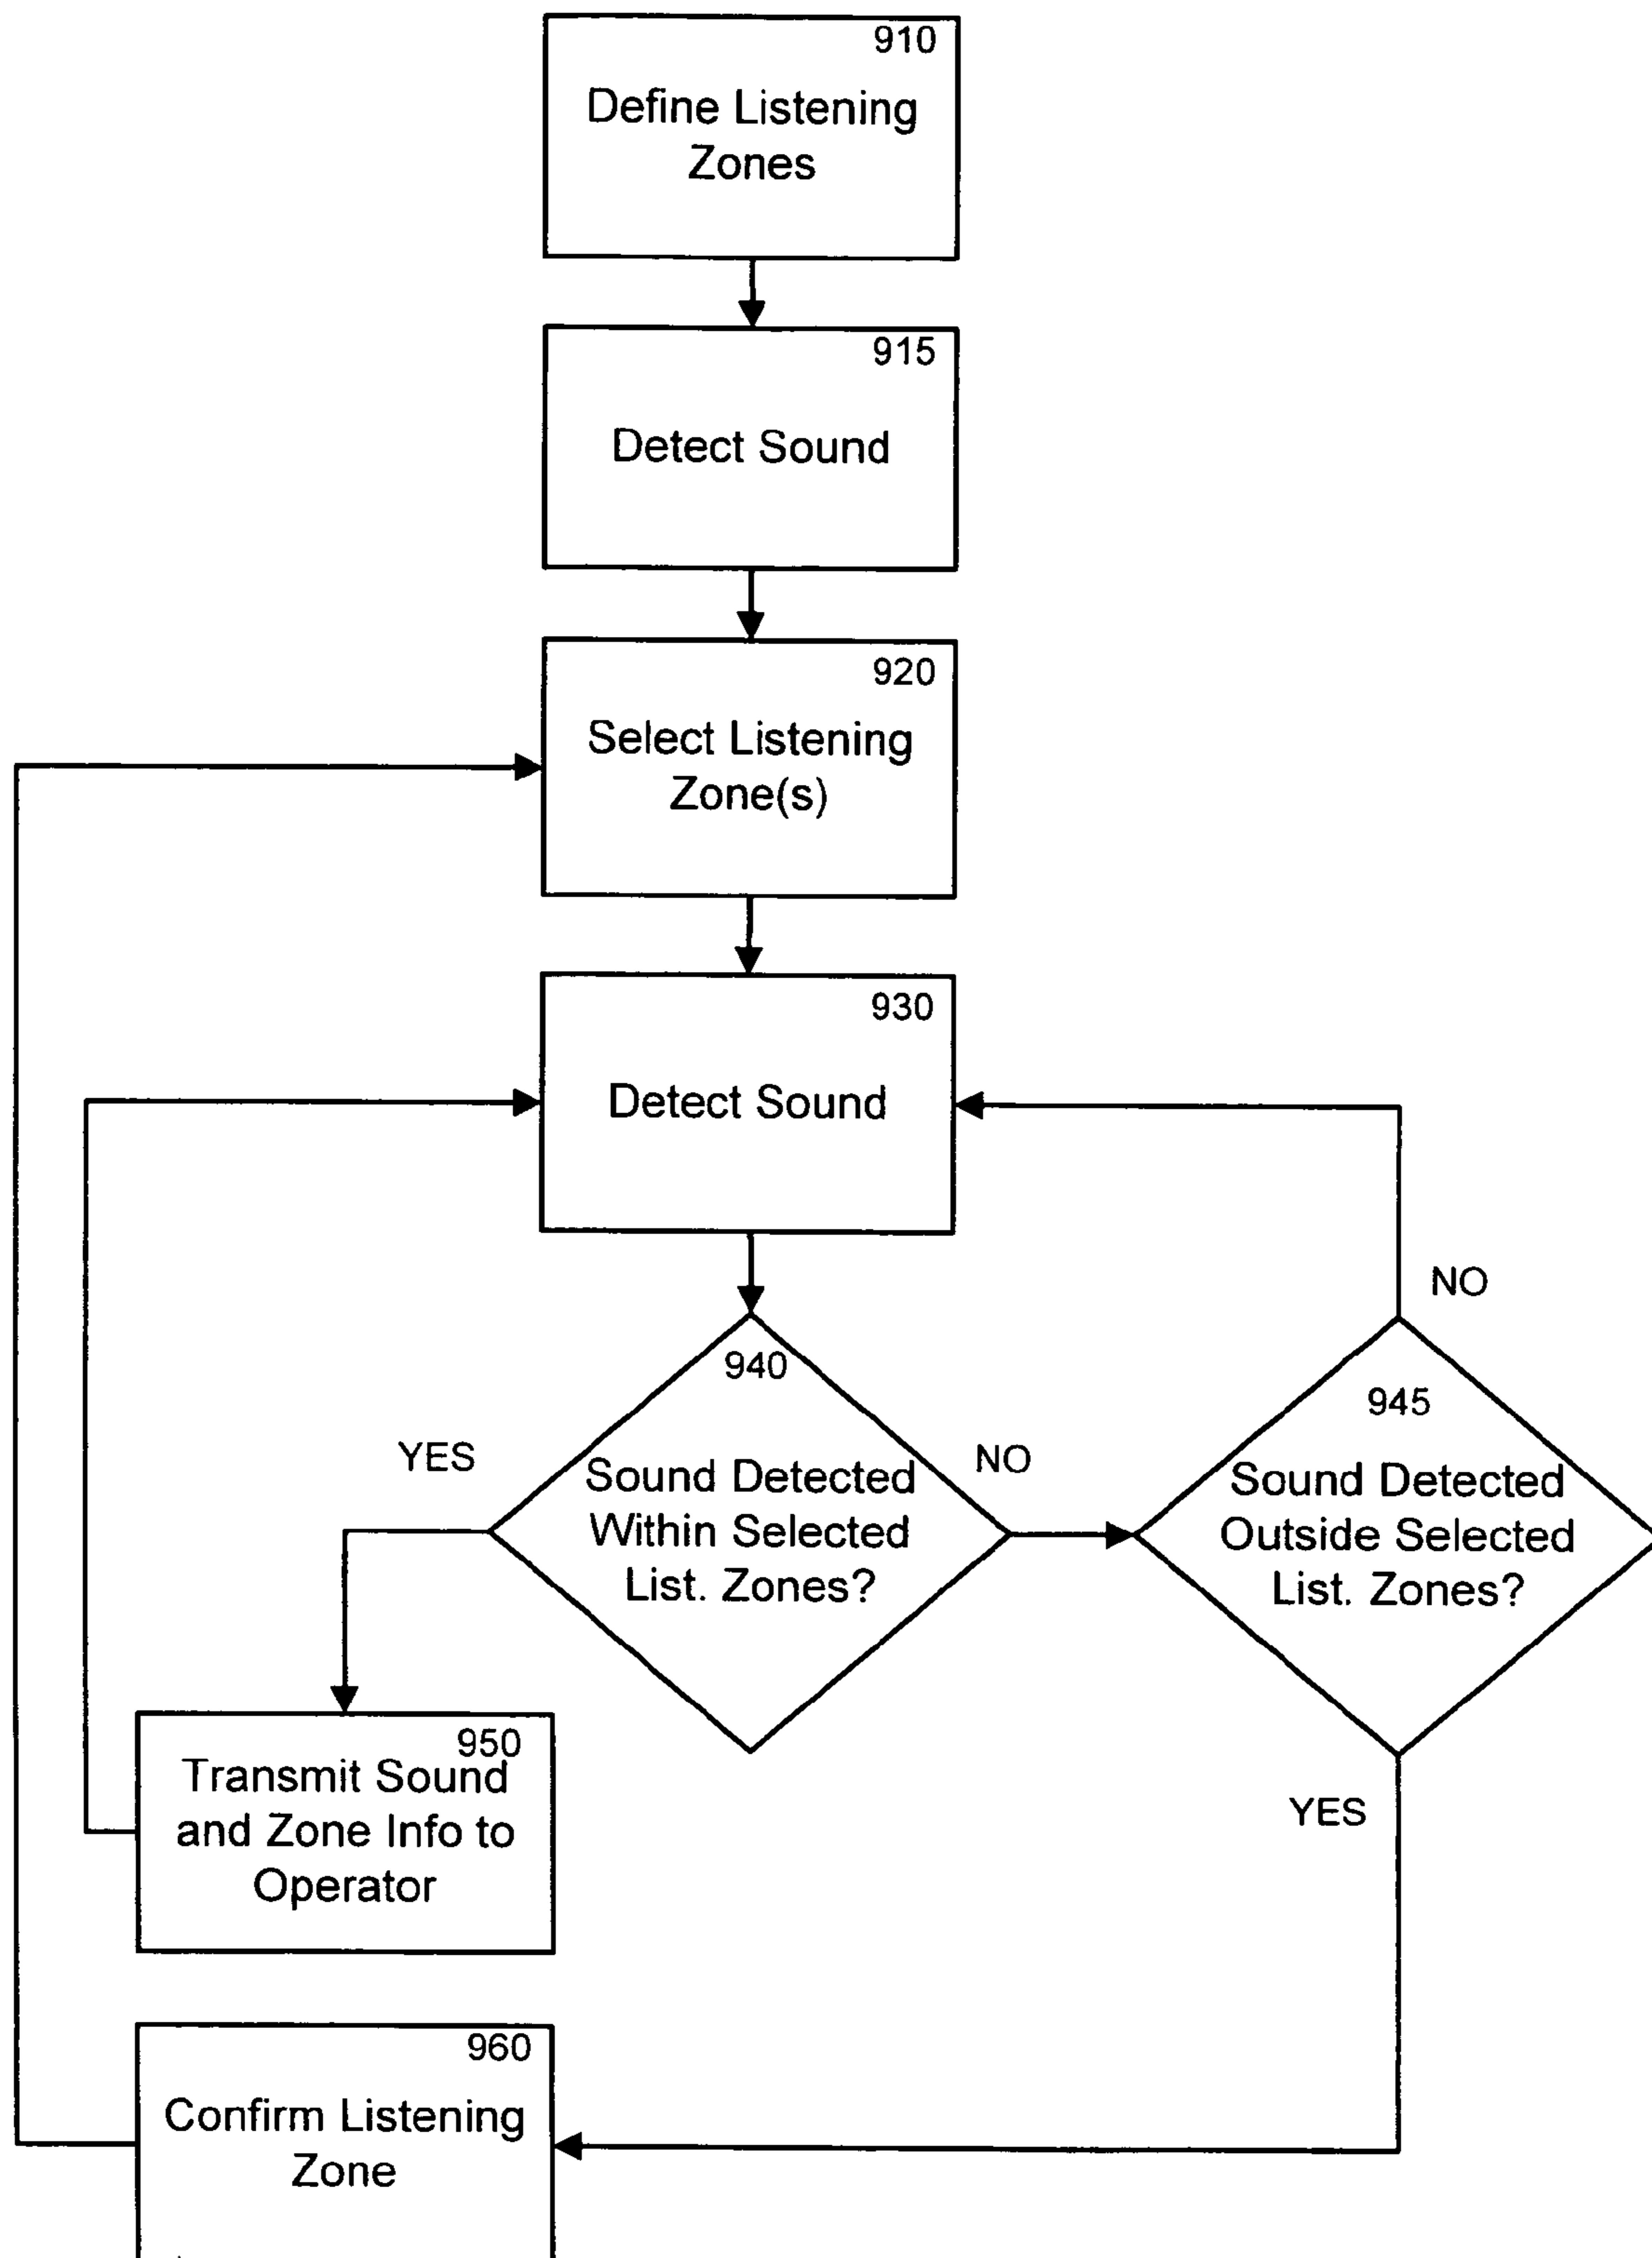 910
Define Listening
Zones
915
Detect Sound
920
Select Listening
Zone(s)
930
Detect Sound
NO
940
945
YES
Sound Detected
Within Selected
List. Zones?
NO
Sound Detected
Outside Selected
List. Zones?
950
Transmit Sound
and Zone Info to
Operator
YES
960
Confirm Listening
Zone